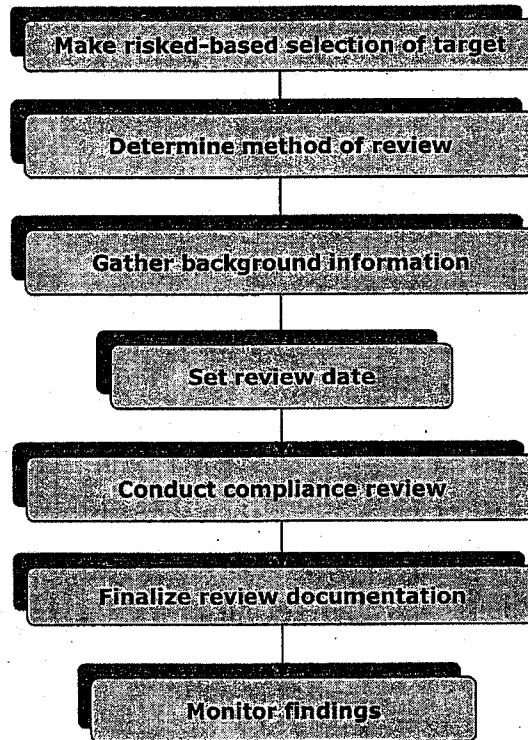 Make risked-based selection of target
Determine method of review
Gather background information
Set review date
Conduct compliance review
Finalize review documentation
Monitor findings